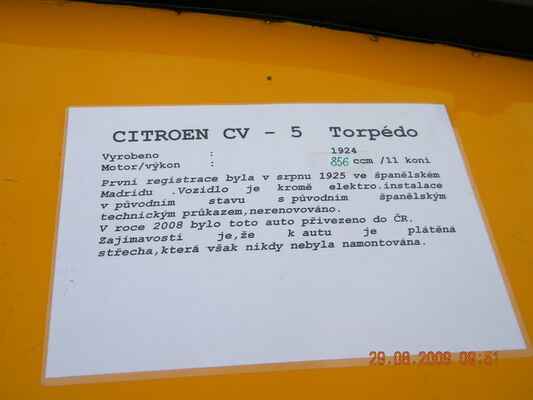 CITROEN CV - 5 Torpédo
Vyrobeno : 1924
Motor/výkon : 856 ccm /11 koní
První registrace byla v srpnu 1925 ve španělském
Madridu .Vozidlo je kromě elektro.instalace
v původním stavu s původním španělským
technickým průkazem,nerenovováno.
V roce 2008 bylo toto auto přivezeno do ČR.
Zajímavostí je,že k autu je plátěná
střecha,která však nikdy nebyla namontována.
29.08.2009 09:51